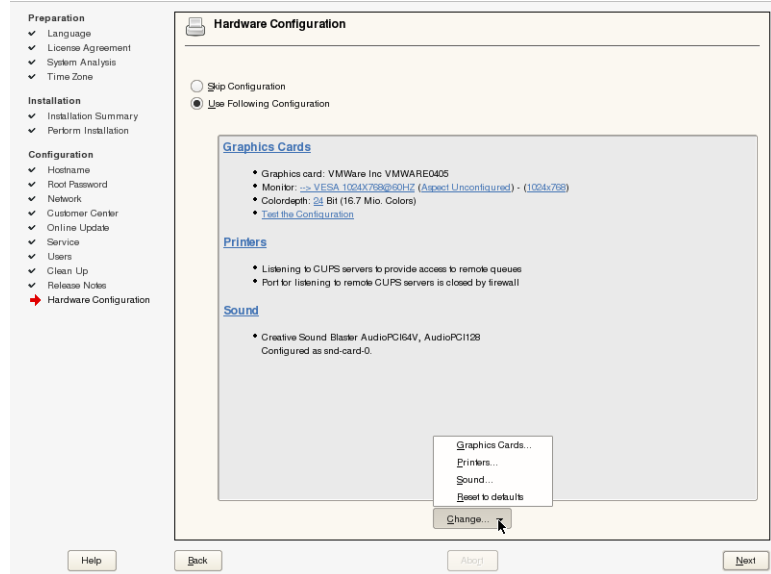 Preparation
Language
License Agreement
System Analysis
Time Zone
Installation
Installation Summary
Perform Installation
Configuration
Hostname
Root Password
Network
Customer Center
Online Update
Service
Users
Clean Up
Release Notes
Hardware Configuration
Hardware Configuration
Skip Configuration
Use Following Configuration
Graphics Cards
• Graphics card: VMWare Inc VMWARE0405
• Monitor: --> VESA 1024X768@60HZ (Aspect Unconfigured) - (1024x768)
• Colordepth: 24 Bit (16.7 Mio. Colors)
• Test the Configuration
Printers
• Listening to CUPS servers to provide access to remote queues
• Port for listening to remote CUPS servers is closed by firewall
Sound
• Creative Sound Blaster AudioPCI64V, AudioPCI128
Configured as snd-card-0.
Graphics Cards...
Printers...
Sound...
Reset to defaults
Change...
Help
Back
Abort
Next